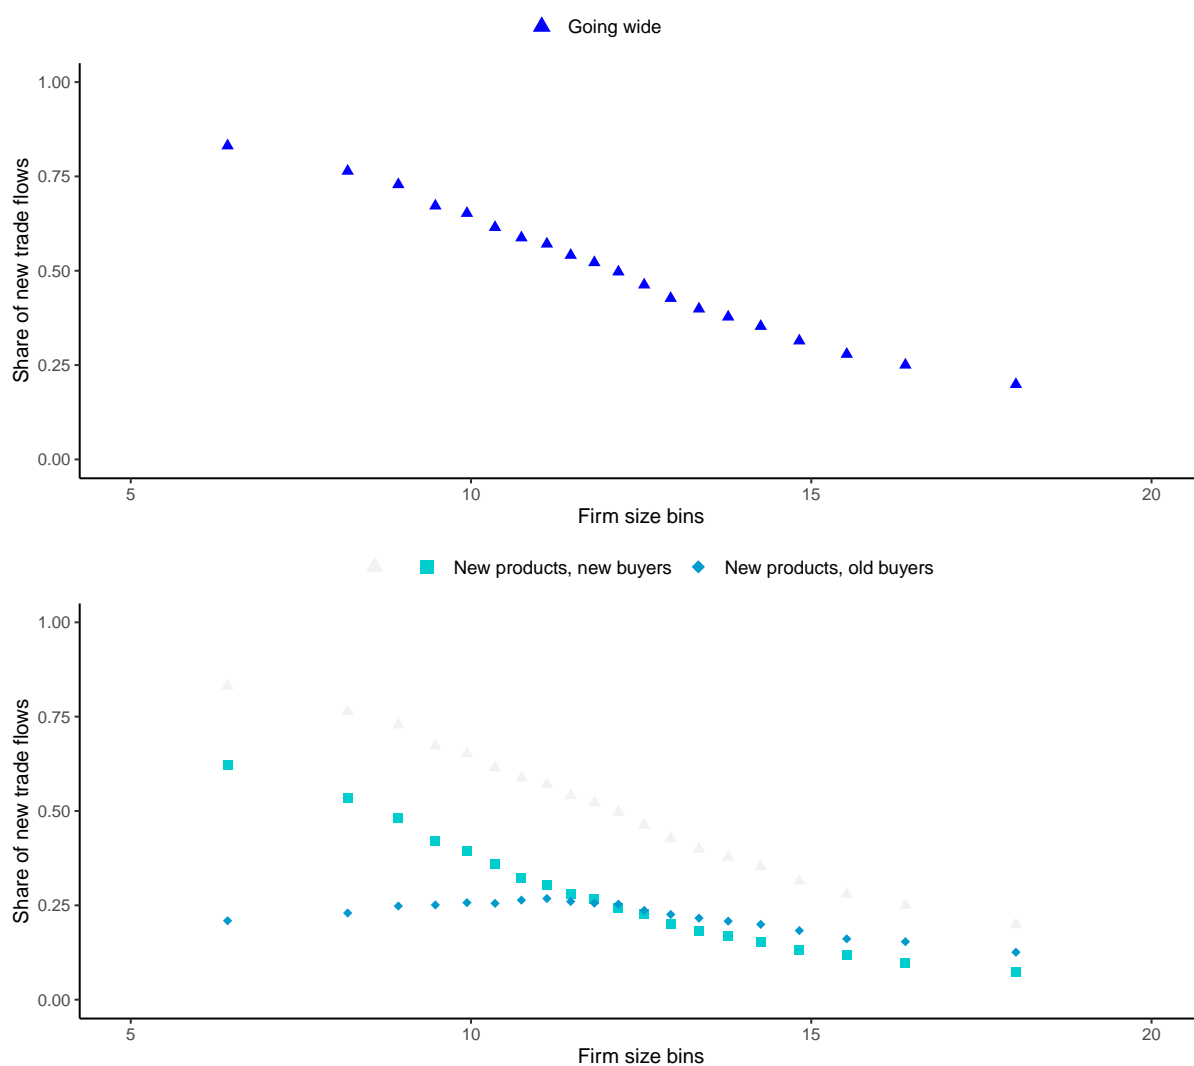 Going wide
Share of new trade flows
1.00
0.75
0.50
0.25
0.00
5 10 15 20
Firm size bins
New products, new buyers New products, old buyers
Share of new trade flows
1.00
0.75
0.50
0.25
0.00
5 10 15 20
Firm size bins